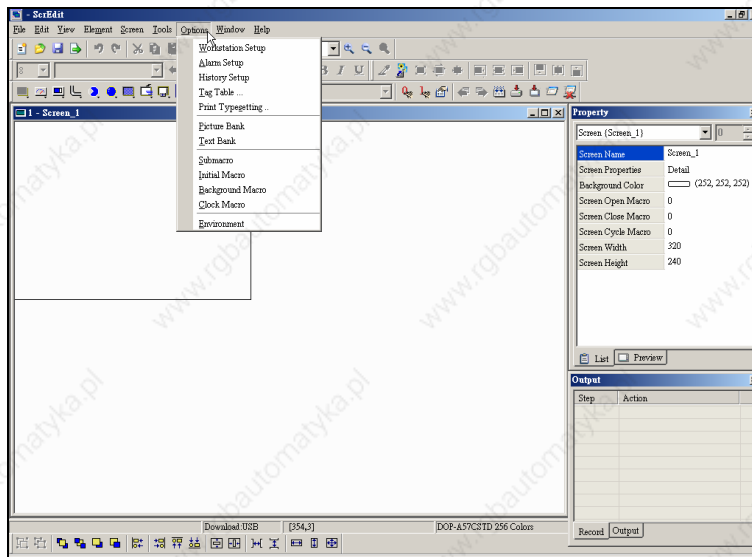 - ScrEdit
File Edit View Element Screen Tools Options Window Help
Workstation Setup
Alarm Setup
History Setup
Tag Table ...
Print Typesetting ..
Picture Bank
Text Bank
Submacro
Initial Macro
Background Macro
Clock Macro
Environment
8
B I U
1 - Screen_1
Property
Screen {Screen_1} 0
Screen Name Screen_1
Screen Properties Detail
Background Color (252, 252, 252)
Screen Open Macro 0
Screen Close Macro 0
Screen Cycle Macro 0
Screen Width 320
Screen Height 240
List Preview
Output
Step Action
Record Output
Download:USB [354,3] DOP-A57CSTD 256 Colors
www.rgbautomatyka.pl